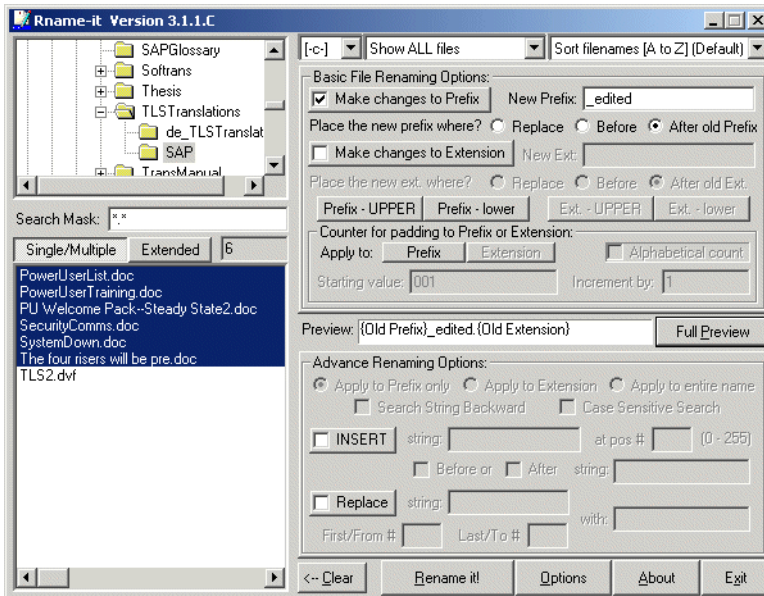 Rname-it Version 3.1.1.C
SAPGlossary
Softrans
Thesis
TLSTranslations
de_TLSTranslat
SAP
TransManual
[-c-]
Show ALL files
Sort filenames [A to Z] (Default)
Basic File Renaming Options:
Make changes to Prefix
New Prefix: _edited
Place the new prefix where? Replace Before After old Prefix
Make changes to Extension
New Ext:
Place the new ext. where? Replace Before After old Ext.
Prefix - UPPER Prefix - lower Ext. - UPPER Ext. - lower
Counter for padding to Prefix or Extension:
Apply to: Prefix Extension Alphabetical count
Starting value: 001 Increment by: 1
Search Mask: *.*
Single/Multiple Extended 6
PowerUserList.doc
PowerUserTraining.doc
PU Welcome Pack--Steady State2.doc
SecurityComms.doc
SystemDown.doc
The four risers will be pre.doc
TLS2.dvf
Preview: {Old Prefix}_edited.{Old Extension} Full Preview
Advance Renaming Options:
Apply to Prefix only Apply to Extension Apply to entire name
Search String Backward Case Sensitive Search
INSERT string: at pos # (0 - 255)
Before or After string:
Replace string:
with:
First/From # Last/To #
<-- Clear Rename it! Options About Exit